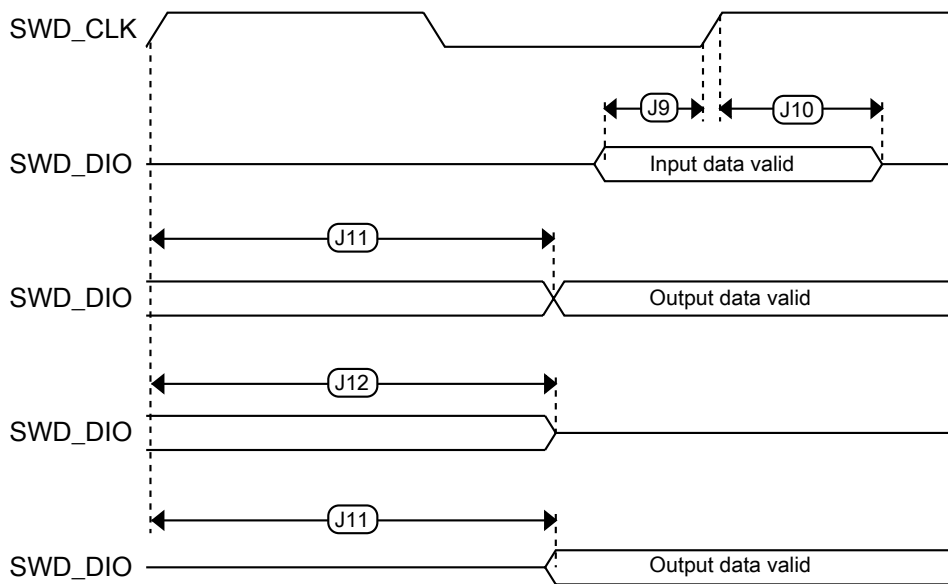 SWD_CLK
J9
J10
SWD_DIO
Input data valid
J11
SWD_DIO
Output data valid
J12
SWD_DIO
J11
SWD_DIO
Output data valid